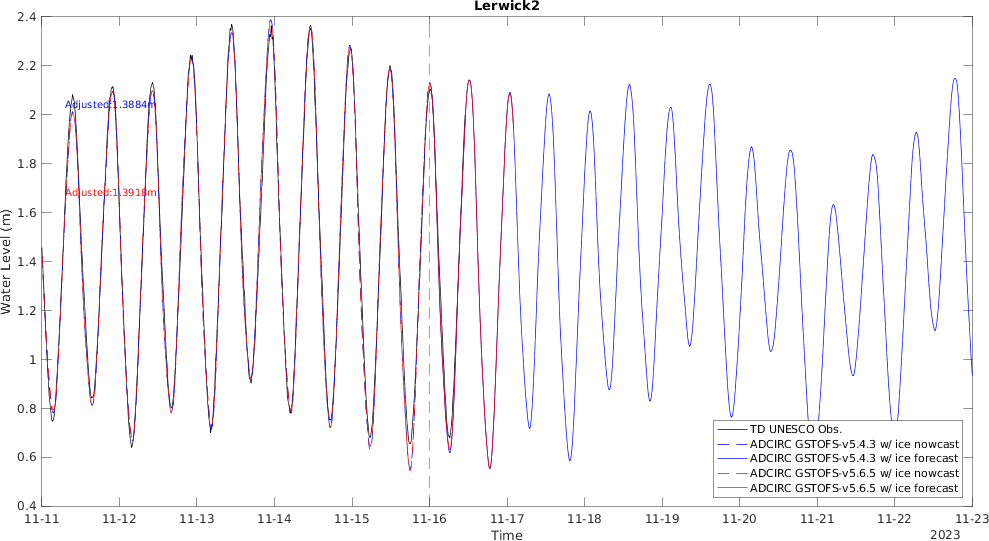 Lerwick2
2.4
2.2
2
1.8
1.6
1.4
1.2
1
0.8
0.6
0.4
Water Level (m)
Adjusted:1.3884m
Adjusted:1.3918m
TD UNESCO Obs.
ADCIRC GSTOFS-v5.4.3 w/ ice nowcast
ADCIRC GSTOFS-v5.4.3 w/ ice forecast
ADCIRC GSTOFS-v5.6.5 w/ ice nowcast
ADCIRC GSTOFS-v5.6.5 w/ ice forecast
11-11 11-12 11-13 11-14 11-15 11-16 11-17 11-18 11-19 11-20 11-21 11-22 11-23
Time
2023